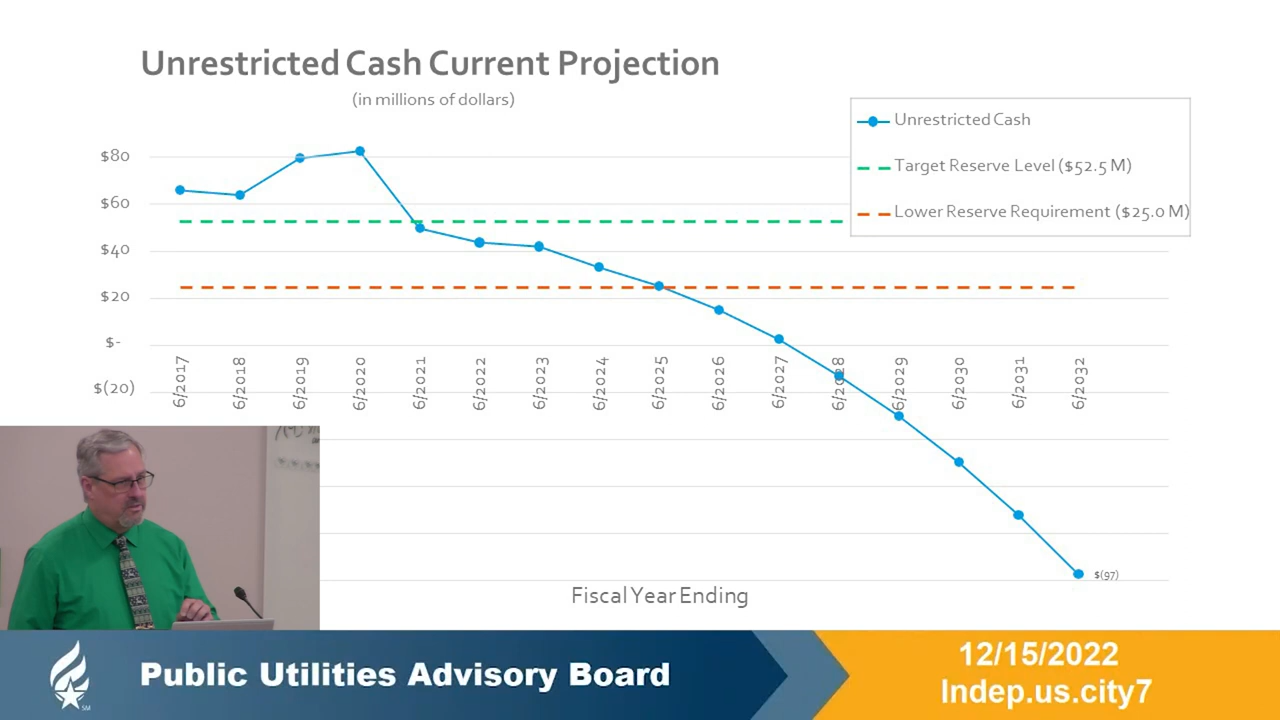 Unrestricted Cash Current Projection
(in millions of dollars)
Unrestricted Cash
Target Reserve Level ($52.5 M)
Lower Reserve Requirement ($25.0 M)
$80
$60
$40
$20
$-
$(20)
6/2017
6/2018
6/2019
6/2020
6/2021
6/2022
6/2023
6/2024
6/2025
6/2026
6/2027
6/2028
6/2029
6/2030
6/2031
6/2032
$(97)
Fiscal Year Ending
Public Utilities Advisory Board
SM
12/15/2022
Indep.us.city7